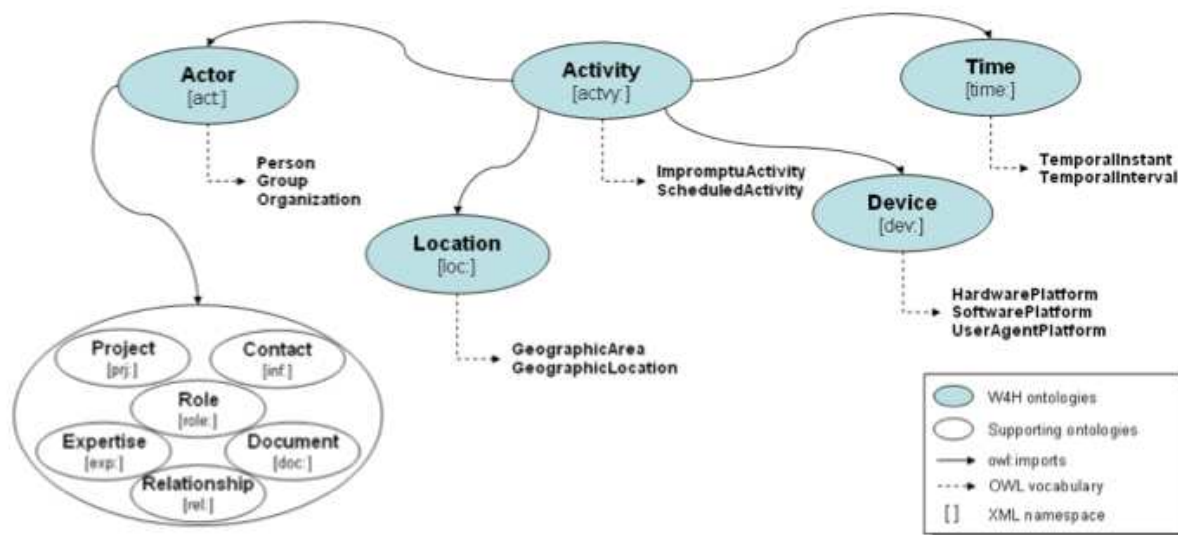 Actor
[act:]
Activity
[actvy:]
Time
[time:]
Person
Group
Organization
ImpromptuActivity
ScheduledActivity
TemporalInstant
TemporalInterval
Location
[loc:]
Device
[dev:]
HardwarePlatform
SoftwarePlatform
UserAgentPlatform
GeographicArea
GeographicLocation
Project
[prj:]
Contact
[inf:]
Role
[role:]
Expertise
[exp:]
Document
[doc:]
Relationship
[rel:]
W4H ontologies
Supporting ontologies
owl:imports
OWL vocabulary
[ ] XML namespace